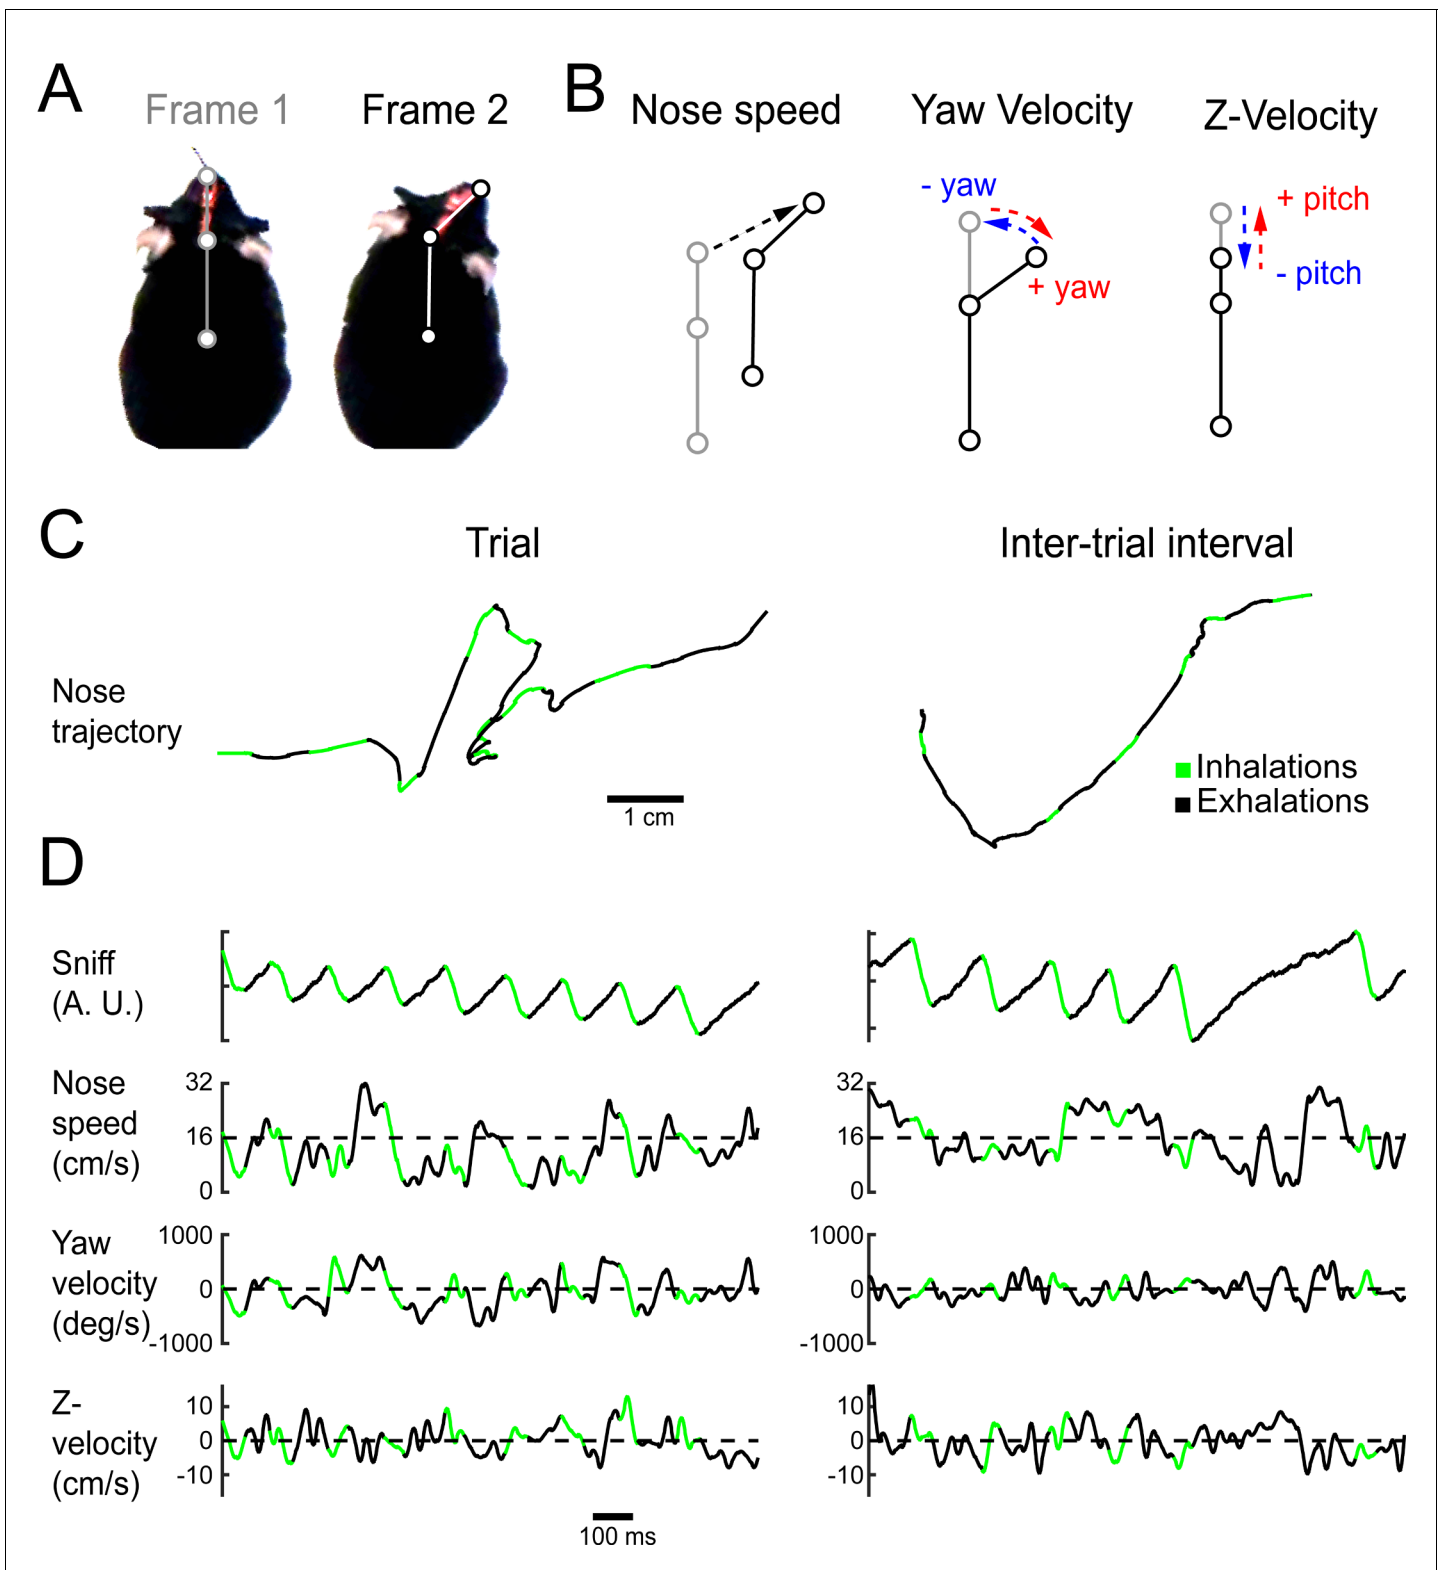 A
Frame 1
Frame 2
B
Nose speed
Yaw Velocity
Z-Velocity
- yaw
+ yaw
+ pitch
- pitch
C
Trial
Inter-trial interval
Nose
trajectory
1 cm
Inhalations
Exhalations
D
Sniff
(A. U.)
Nose
speed
(cm/s)
32
16
0
32
16
0
Yaw
velocity
(deg/s)
1000
0
-1000
1000
0
-1000
Z-
velocity
(cm/s)
10
0
-10
10
0
-10
100 ms